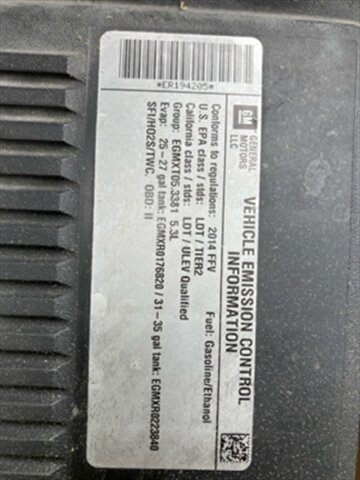 GM
GENERAL
MOTORS
LLC
VEHICLE EMISSION CONTROL
INFORMATION
*ER194205*
Conforms to regulations: 2014 FFV Fuel: Gasoline/Ethanol
U.S. EPA class / stds: LDT / TIER2
California class / stds: LDT / ULEV Qualified
Group: EGMXT05.3381 5.3L
Evap: 25-27 gal tank: EGMXR0176820 / 31-35 gal tank: EGMXR0223840
SFI/HO2S/TWC, OBD: II